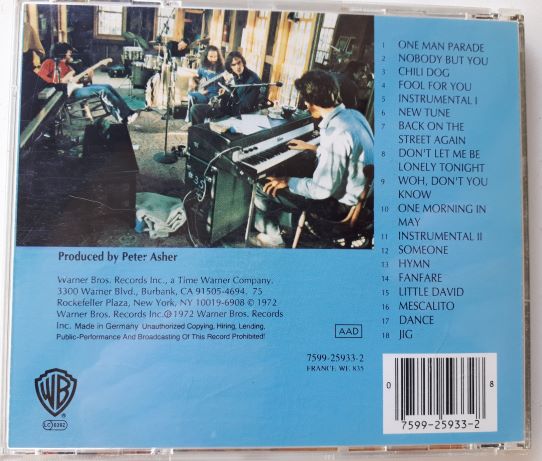 1 ONE MAN PARADE
2 NOBODY BUT YOU
3 CHILI DOG
4 FOOL FOR YOU
5 INSTRUMENTAL I
6 NEW TUNE
7 BACK ON THE
STREET AGAIN
8 DON'T LET ME BE
LONELY TONIGHT
9 WOH, DON'T YOU
KNOW
10 ONE MORNING IN
MAY
11 INSTRUMENTAL II
12 SOMEONE
13 HYMN
14 FANFARE
15 LITTLE DAVID
16 MESCALITO
17 DANCE
18 JIG
Produced by Peter Asher
Warner Bros. Records Inc., a Time Warner Company.
3300 Warner Blvd., Burbank, CA 91505-4694. 75
Rockefeller Plaza, New York, NY 10019-6908 © 1972
Warner Bros. Records Inc.℗ 1972 Warner Bros. Records
Inc. Made in Germany Unauthorized Copying, Hiring, Lending,
Public-Performance And Broadcasting Of This Record Prohibited!
AAD
7599-25933-2
FRANCE: WE 835
WB
LC 0392
0 8
7599-25933-2